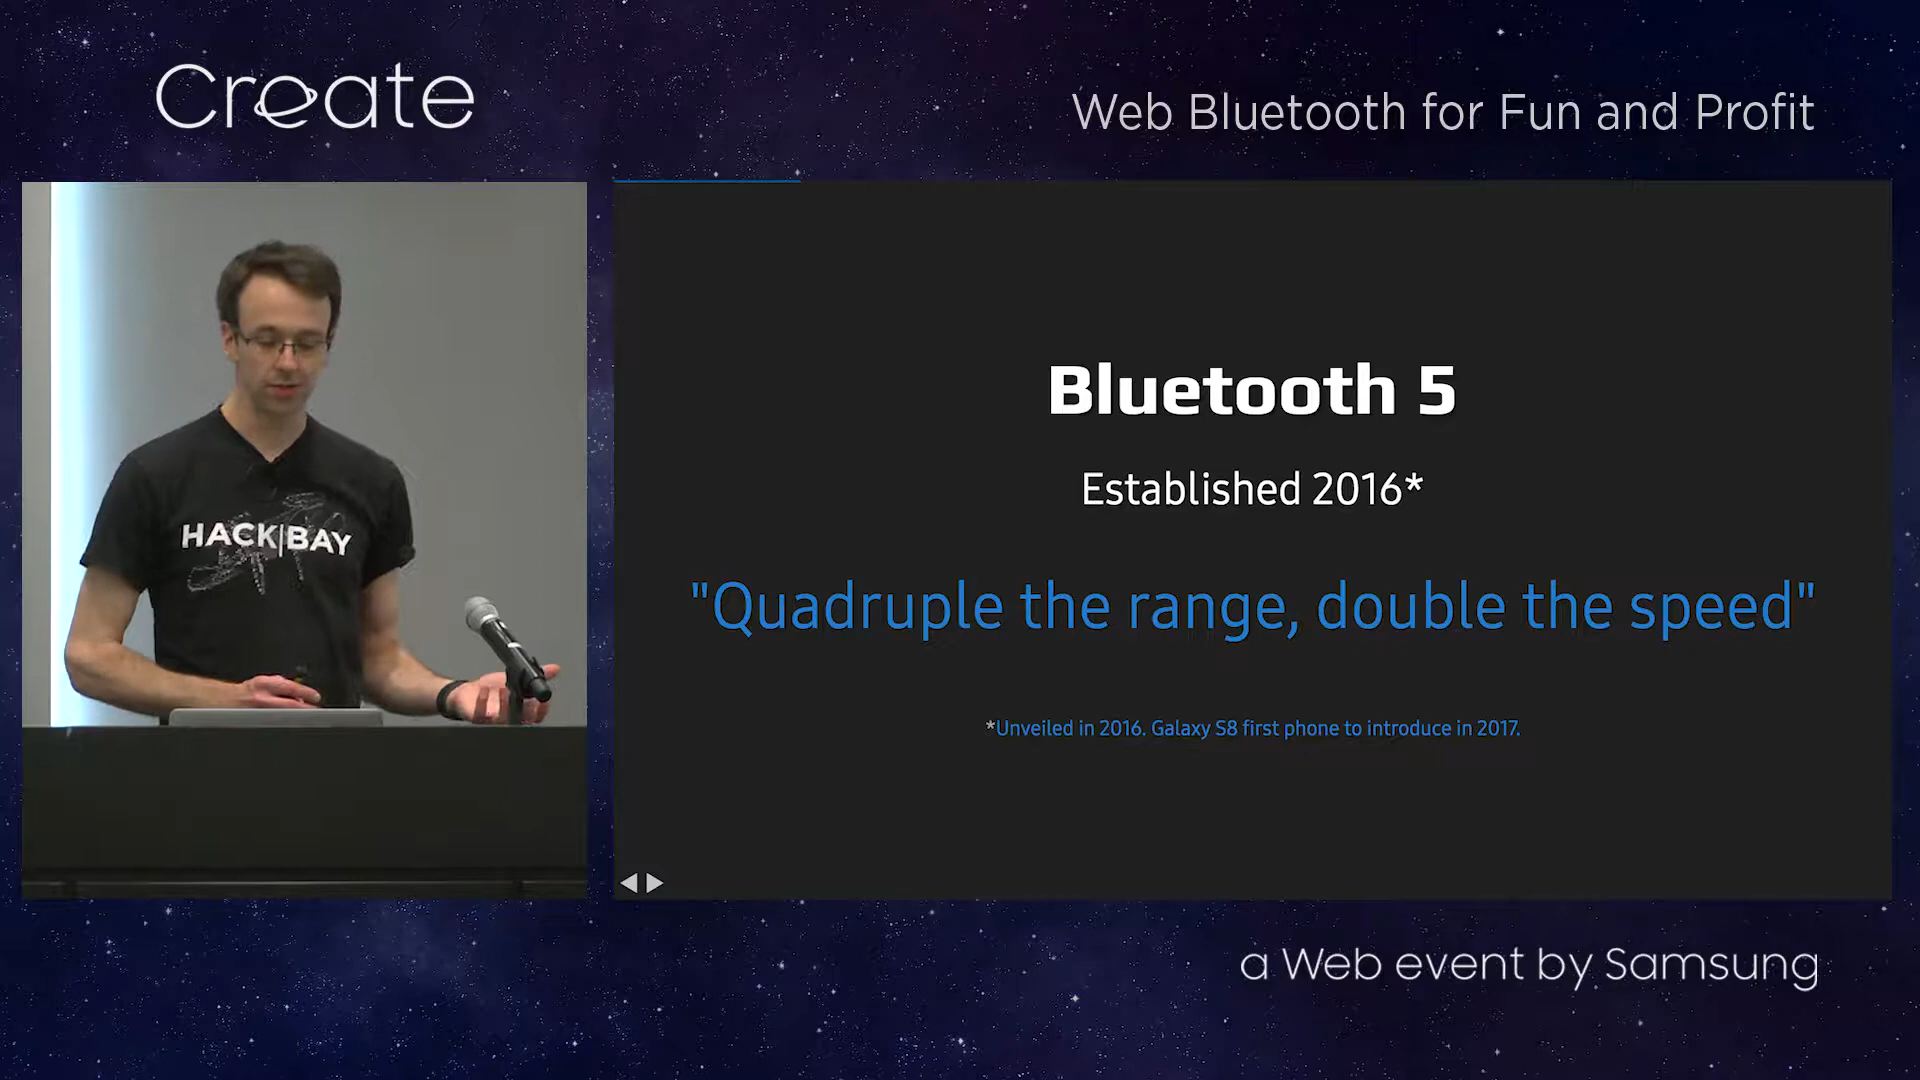 Create
Web Bluetooth for Fun and Profit
HACK|BAY
Bluetooth 5
Established 2016*
"Quadruple the range, double the speed"
*Unveiled in 2016. Galaxy S8 first phone to introduce in 2017.
a Web event by Samsung